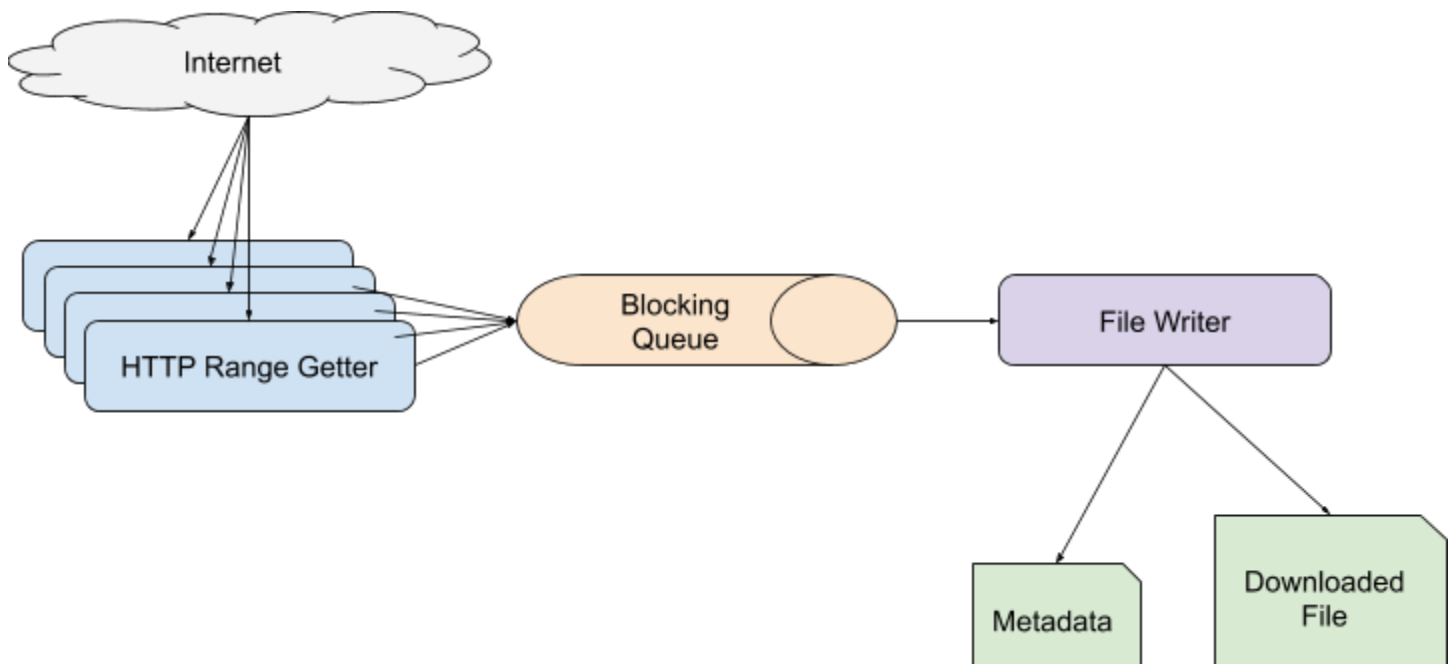 Internet
HTTP Range Getter
Blocking
Queue
File Writer
Metadata
Downloaded
File